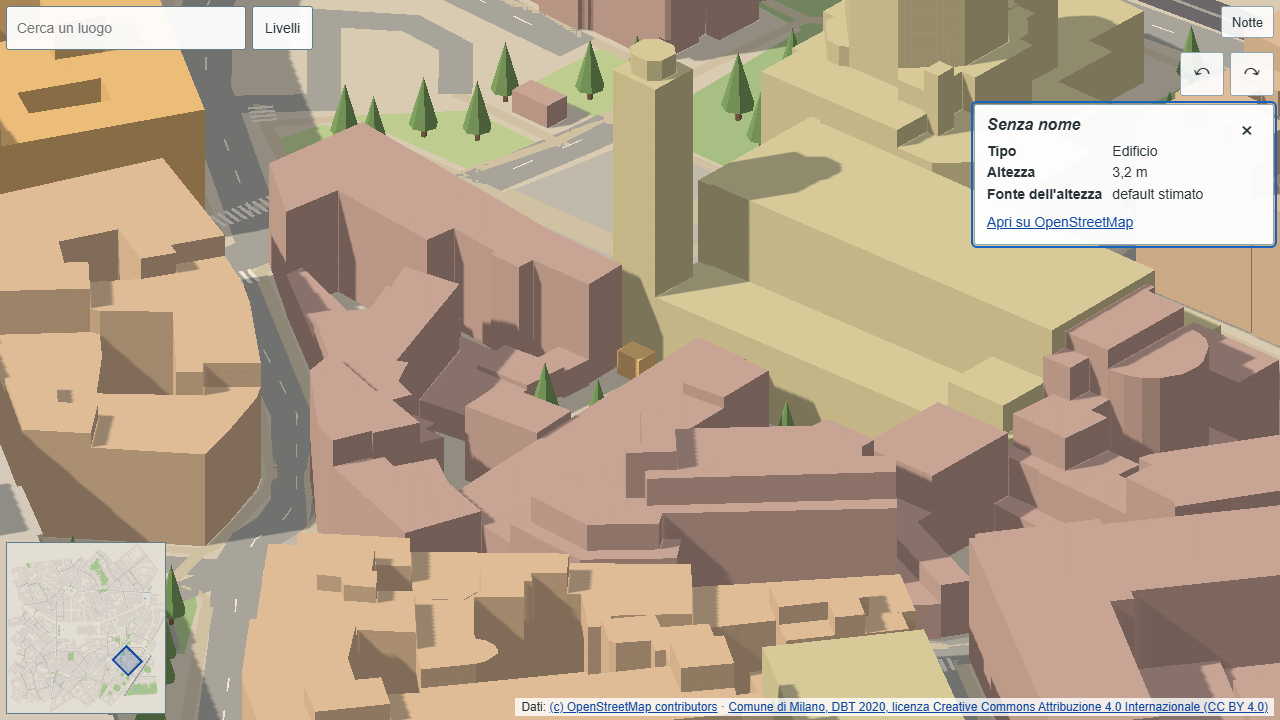 Cerca un luogo
Livelli
Notte
Senza nome
×
Tipo Edificio
Altezza 3,2 m
Fonte dell'altezza default stimato
Apri su OpenStreetMap
Dati: (c) OpenStreetMap contributors · Comune di Milano, DBT 2020, licenza Creative Commons Attribuzione 4.0 Internazionale (CC BY 4.0)